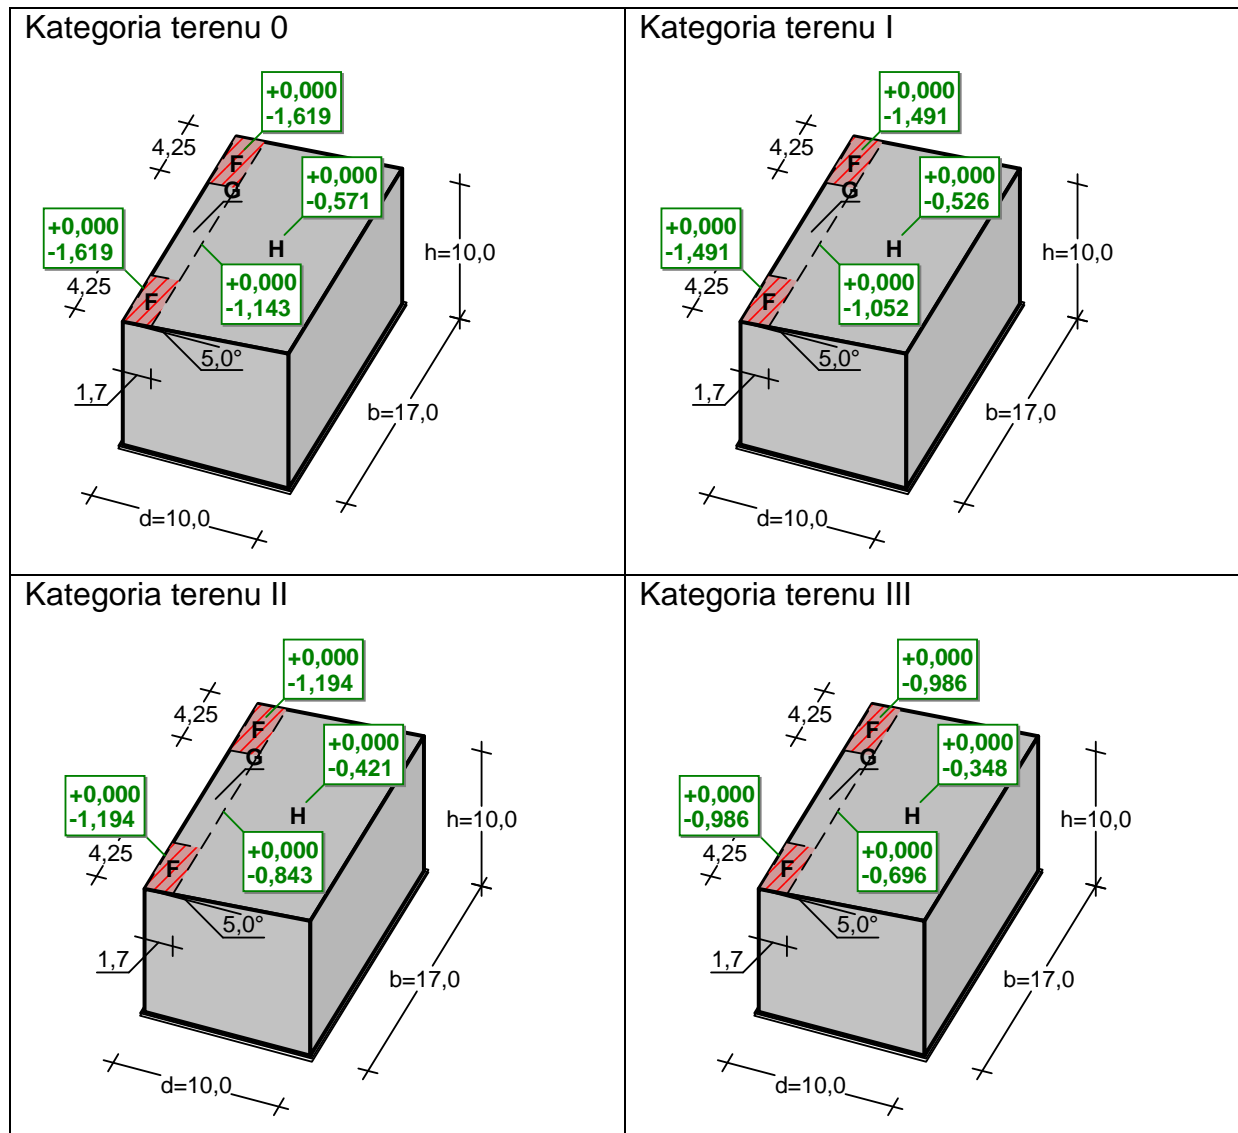 Kategoria terenu 0
+0,000
-1,619
4,25
F
G
+0,000
-0,571
+0,000
-1,619
H
h=10,0
4,25
F
+0,000
-1,143
5,0°
1,7
b=17,0
d=10,0
Kategoria terenu I
+0,000
-1,491
4,25
F
G
+0,000
-0,526
+0,000
-1,491
H
h=10,0
4,25
F
+0,000
-1,052
5,0°
1,7
b=17,0
d=10,0
Kategoria terenu II
+0,000
-1,194
4,25
F
G
+0,000
-0,421
+0,000
-1,194
H
h=10,0
4,25
F
+0,000
-0,843
5,0°
1,7
b=17,0
d=10,0
Kategoria terenu III
+0,000
-0,986
4,25
F
G
+0,000
-0,348
+0,000
-0,986
H
h=10,0
4,25
F
+0,000
-0,696
5,0°
1,7
b=17,0
d=10,0